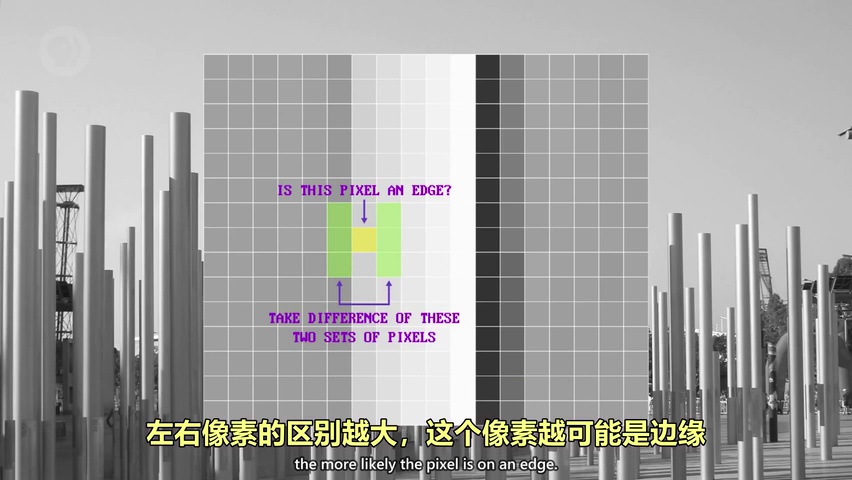 IS THIS PIXEL AN EDGE?
TAKE DIFFERENCE OF THESE
TWO SETS OF PIXELS
左右像素的区别越大，这个像素越可能是边缘
the more likely the pixel is on an edge.